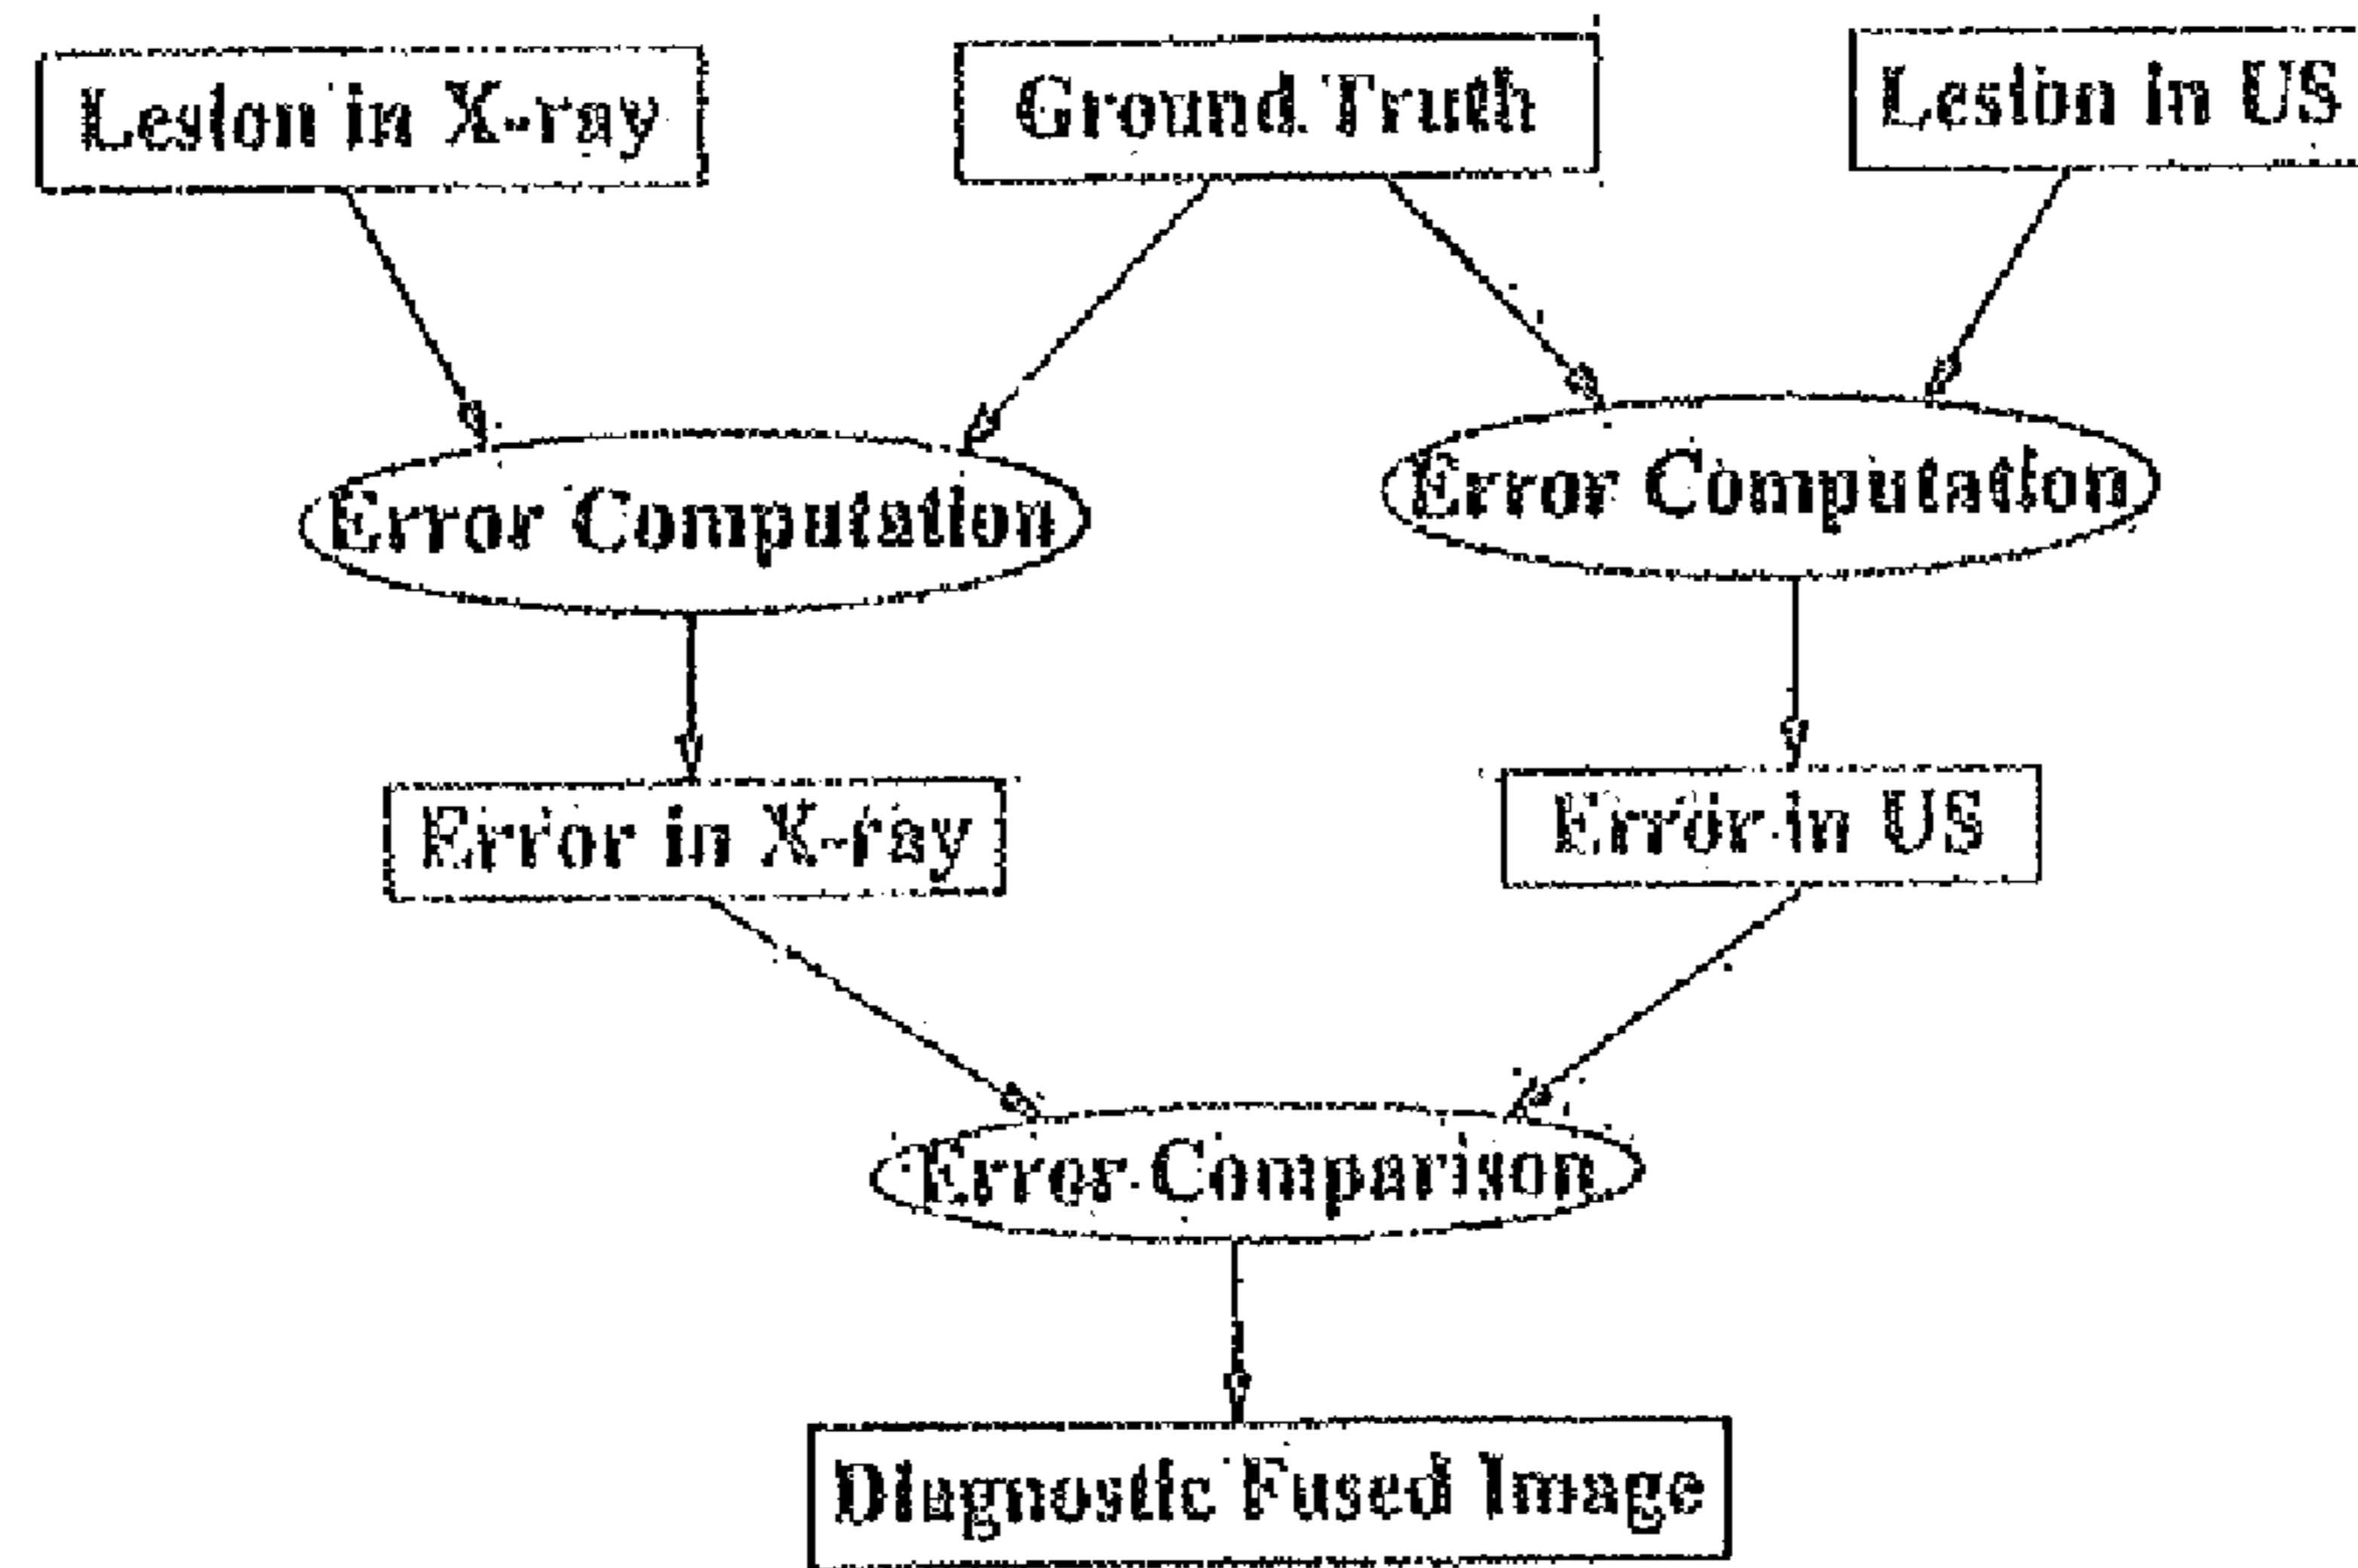 Lesion in X-ray
Ground Truth
Lesion in US
Error Computation
Error Computation
Error in X-ray
Error in US
Error Comparison
Diagnostic Fused Image